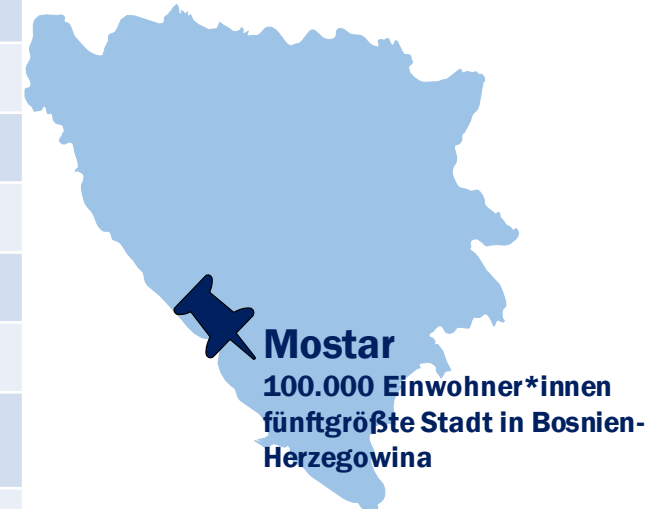 Mostar
100.000 Einwohner*innen
fünftgrößte Stadt in Bosnien-
Herzegowina